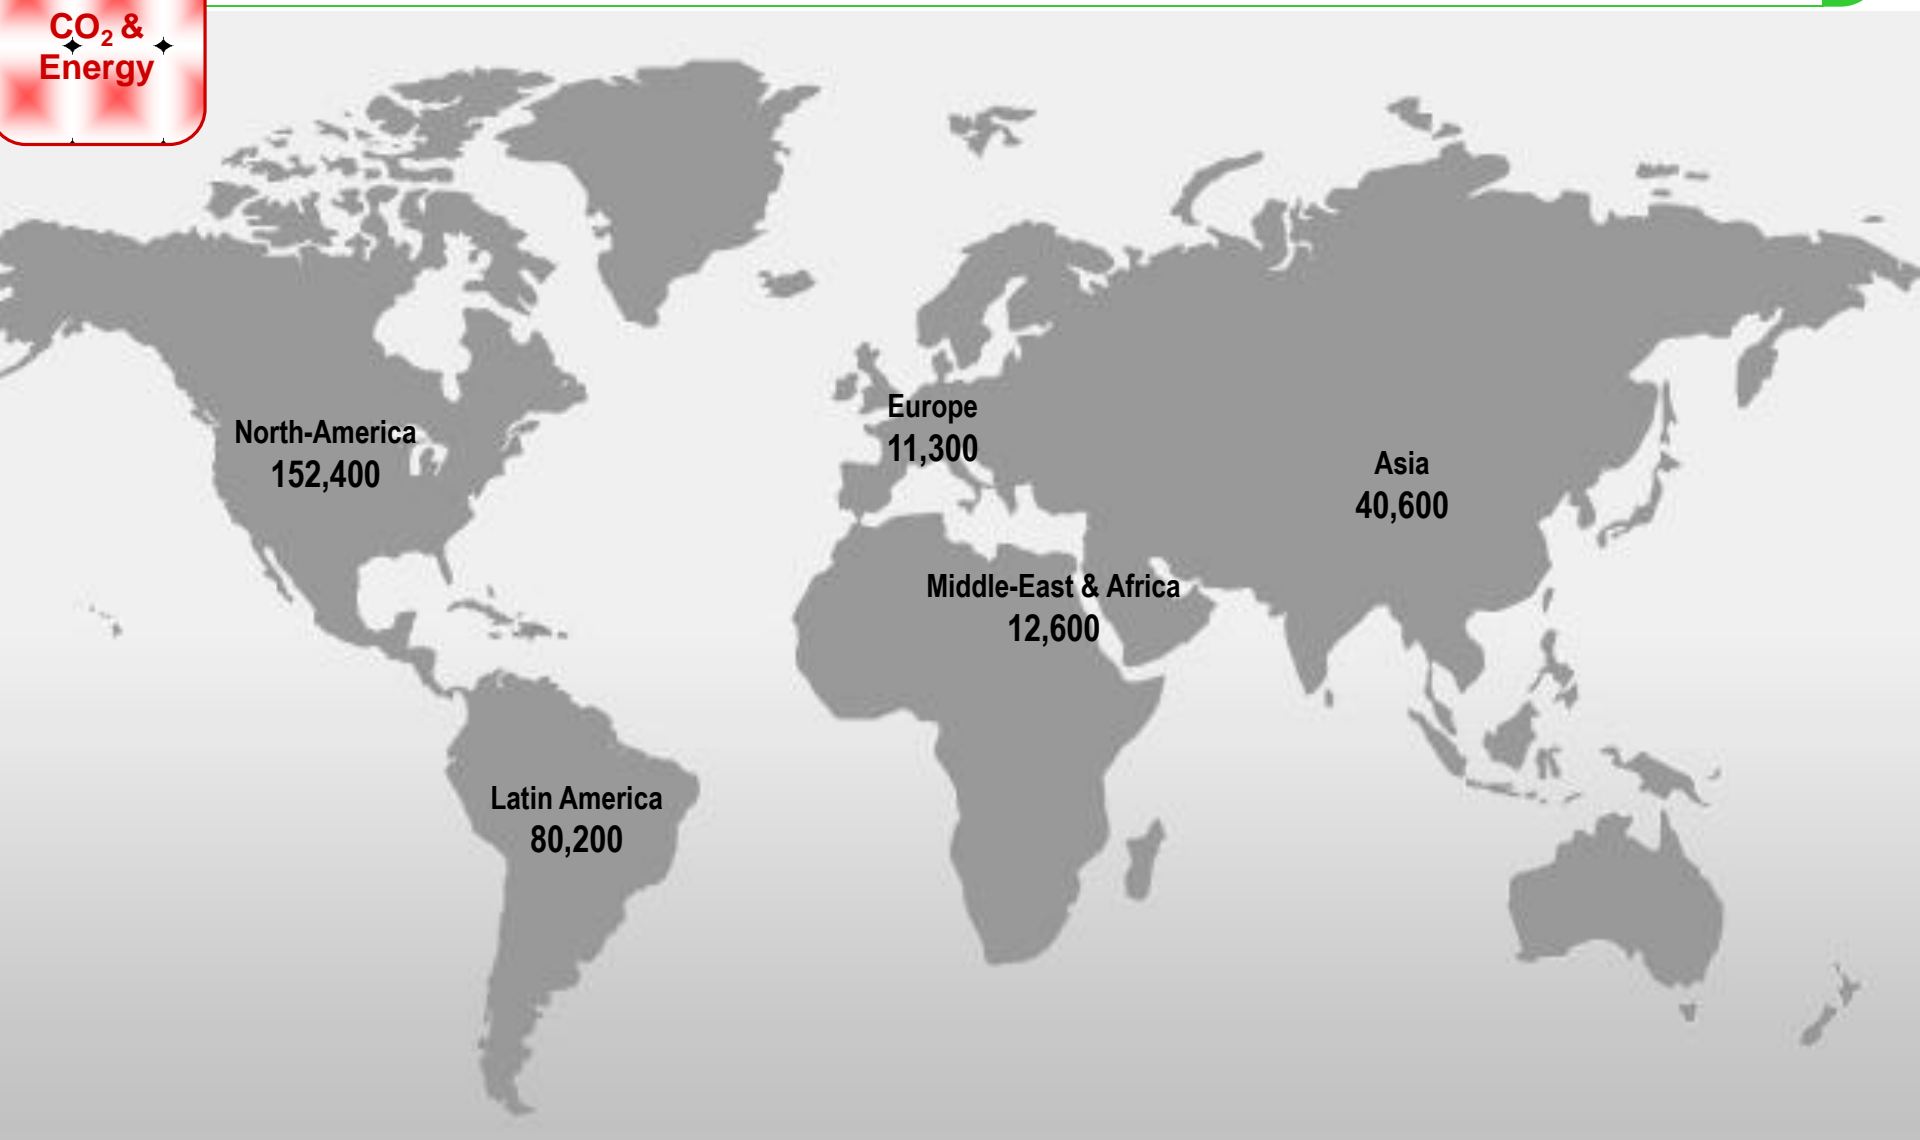 CO₂ &
Energy
Europe
11,300
North-America
152,400
Asia
40,600
Middle-East & Africa
12,600
Latin America
80,200